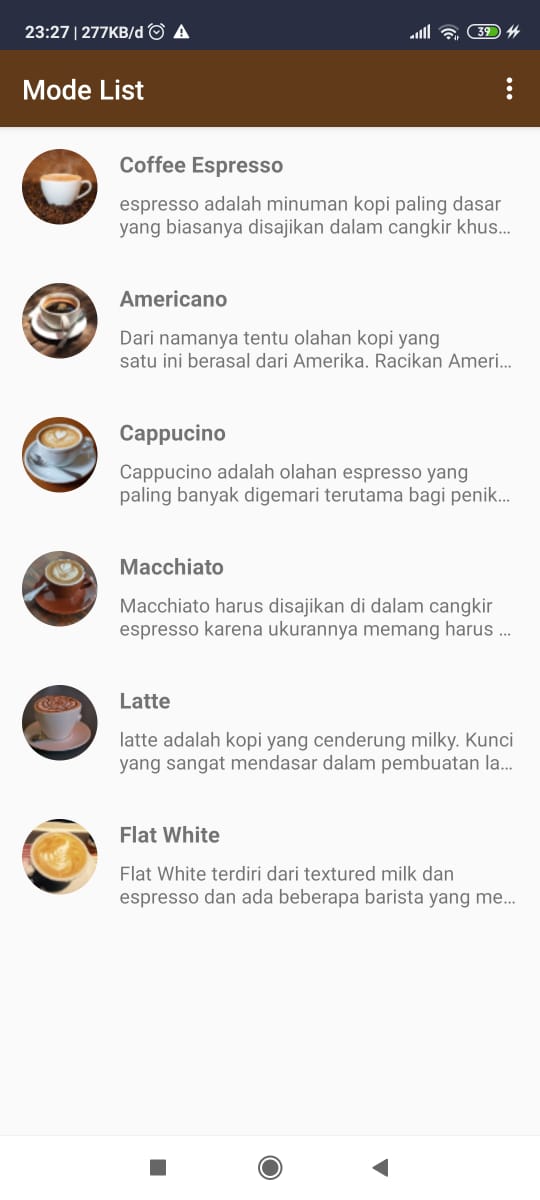 23:27 | 277KB/d
39
Mode List
Coffee Espresso
espresso adalah minuman kopi paling dasar
yang biasanya disajikan dalam cangkir khus...
Americano
Dari namanya tentu olahan kopi yang
satu ini berasal dari Amerika. Racikan Ameri...
Cappucino
Cappucino adalah olahan espresso yang
paling banyak digemari terutama bagi penik...
Macchiato
Macchiato harus disajikan di dalam cangkir
espresso karena ukurannya memang harus ...
Latte
latte adalah kopi yang cenderung milky. Kunci
yang sangat mendasar dalam pembuatan la...
Flat White
Flat White terdiri dari textured milk dan
espresso dan ada beberapa barista yang me...